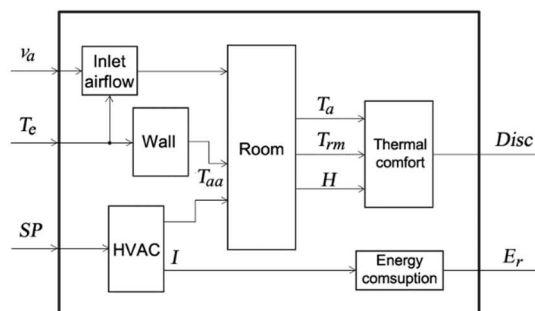 v_a
Inlet
airflow
T_e
Wall
T_aa
Room
T_a
T_rm
H
Thermal
comfort
Disc
SP
HVAC
I
Energy
comsuption
E_r